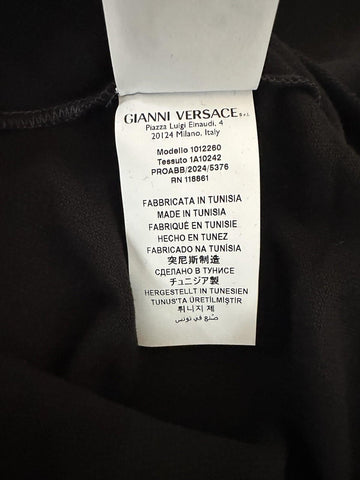 GIANNI VERSACE S.r.l.
Piazza Luigi Einaudi, 4
20124 Milano, Italy
Modello 1012260
Tessuto 1A10242
PROABB/2024/5376
RN 116861
FABBRICATA IN TUNISIA
MADE IN TUNISIA
FABRIQUÉ EN TUNISIE
HECHO EN TUNEZ
FABRICADO NA TUNÍSIA
突尼斯制造
СДЕЛАНО В ТУНИСЕ
チュニジア製
HERGESTELLT IN TUNESIEN
TUNUS'TA ÜRETİLMİŞTİR
튀니지 제
صُنع في تونس